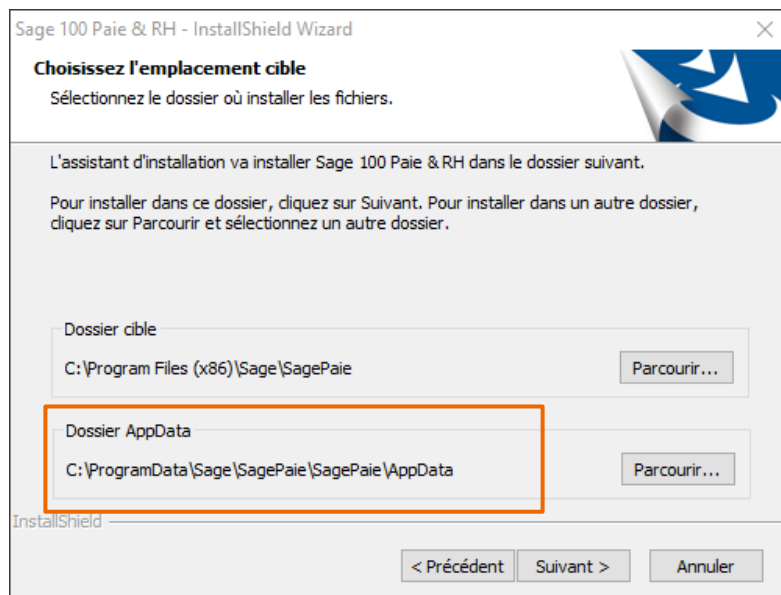 Sage 100 Paie & RH - InstallShield Wizard
Choisissez l'emplacement cible
Sélectionnez le dossier où installer les fichiers.
L'assistant d'installation va installer Sage 100 Paie & RH dans le dossier suivant.
Pour installer dans ce dossier, cliquez sur Suivant. Pour installer dans un autre dossier,
cliquez sur Parcourir et sélectionnez un autre dossier.
Dossier cible
C:\Program Files (x86)\Sage\SagePaie
Parcourir...
Dossier AppData
C:\ProgramData\Sage\SagePaie\SagePaie\AppData
Parcourir...
InstallShield
< Précédent
Suivant >
Annuler